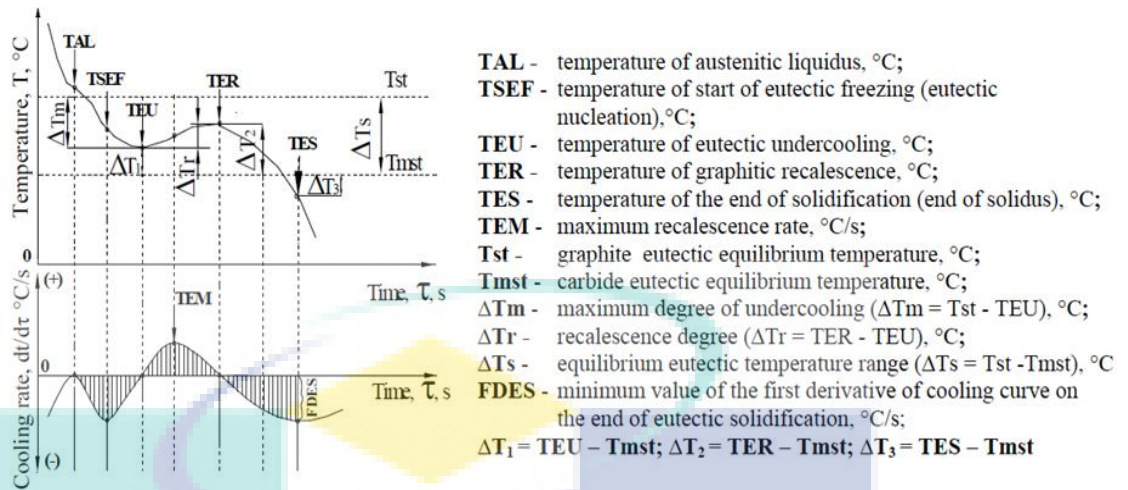 Temperature, T, °C
TAL
TSEF
TEU
TER
Tst
ΔTm
ΔT1
ΔTr
ΔT2
TES
ΔTs
Tmst
ΔT3
0
Time, τ, s
Cooling rate, dt/dτ °C/s
(+)
TEM
0
Time, τ, s
FDES
(-)
TAL - temperature of austenitic liquidus, °C;
TSEF - temperature of start of eutectic freezing (eutectic
nucleation),°C;
TEU - temperature of eutectic undercooling, °C;
TER - temperature of graphitic recalescence, °C;
TES - temperature of the end of solidification (end of solidus), °C;
TEM - maximum recalescence rate, °C/s;
Tst - graphite eutectic equilibrium temperature, °C;
Tmst - carbide eutectic equilibrium temperature, °C;
ΔTm - maximum degree of undercooling (ΔTm = Tst - TEU), °C;
ΔTr - recalescence degree (ΔTr = TER - TEU), °C;
ΔTs - equilibrium eutectic temperature range (ΔTs = Tst -Tmst), °C
FDES - minimum value of the first derivative of cooling curve on
the end of eutectic solidification, °C/s;
ΔT₁ = TEU – Tmst; ΔT₂ = TER – Tmst; ΔT₃ = TES – Tmst